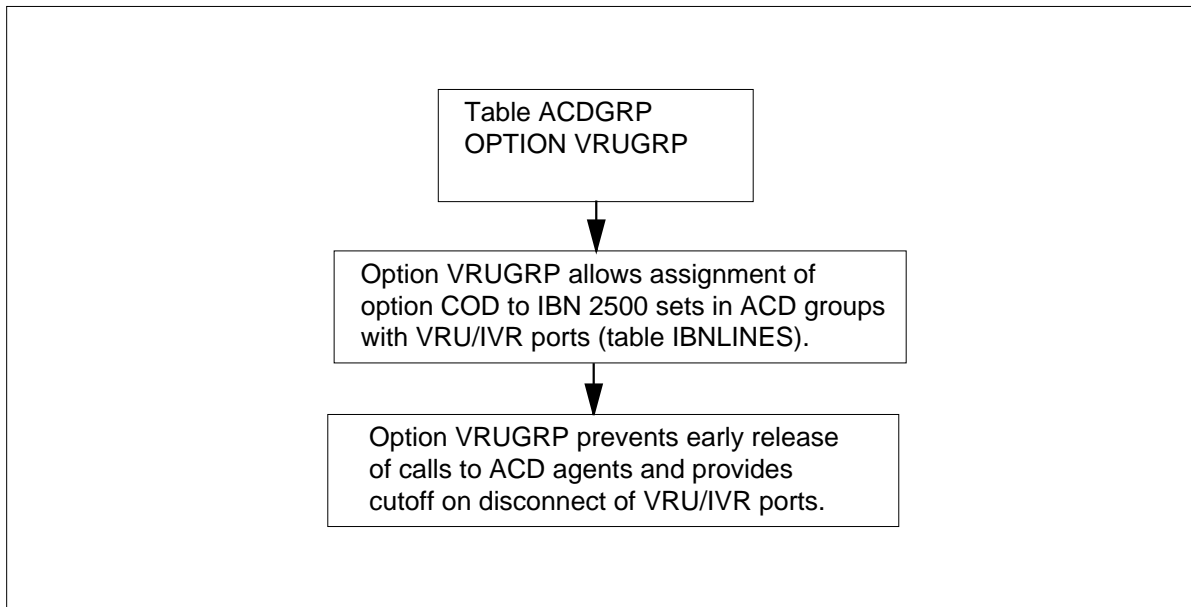 Table ACDGRP
OPTION VRUGRP
Option VRUGRP allows assignment of
option COD to IBN 2500 sets in ACD groups
with VRU/IVR ports (table IBNLINES).
Option VRUGRP prevents early release
of calls to ACD agents and provides
cutoff on disconnect of VRU/IVR ports.